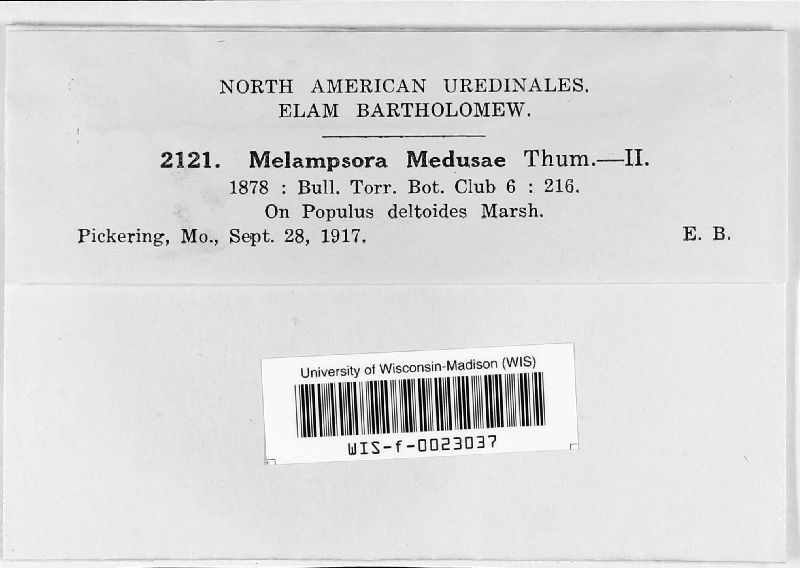 NORTH AMERICAN UREDINALES.
ELAM BARTHOLOMEW.
2121. Melampsora Medusae Thum.—II.
1878 : Bull. Torr. Bot. Club 6 : 216.
On Populus deltoides Marsh.
Pickering, Mo., Sept. 28, 1917. E. B.
University of Wisconsin-Madison (WIS)
WIS-f-0023037